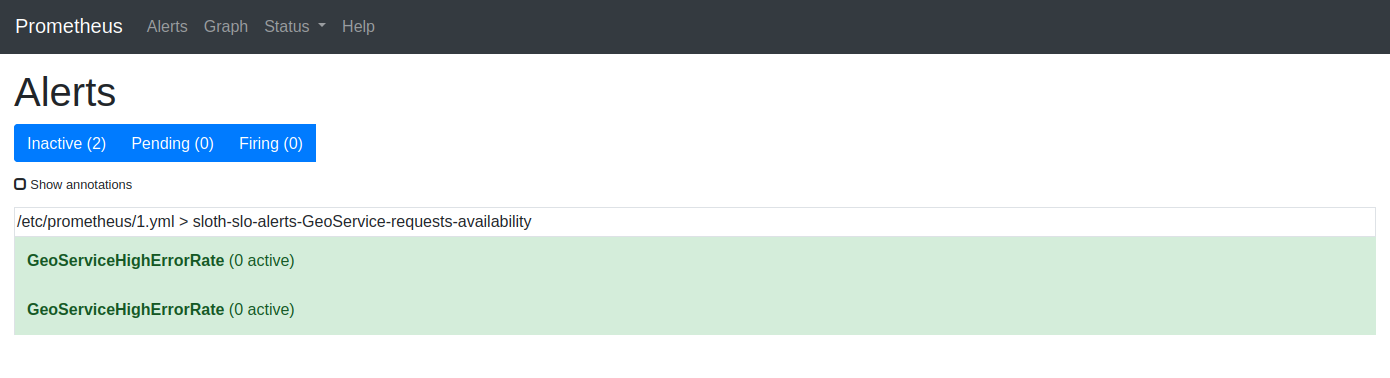 Prometheus Alerts Graph Status Help
Alerts
Inactive (2) Pending (0) Firing (0)
Show annotations
/etc/prometheus/1.yml > sloth-slo-alerts-GeoService-requests-availability
GeoServiceHighErrorRate (0 active)
GeoServiceHighErrorRate (0 active)